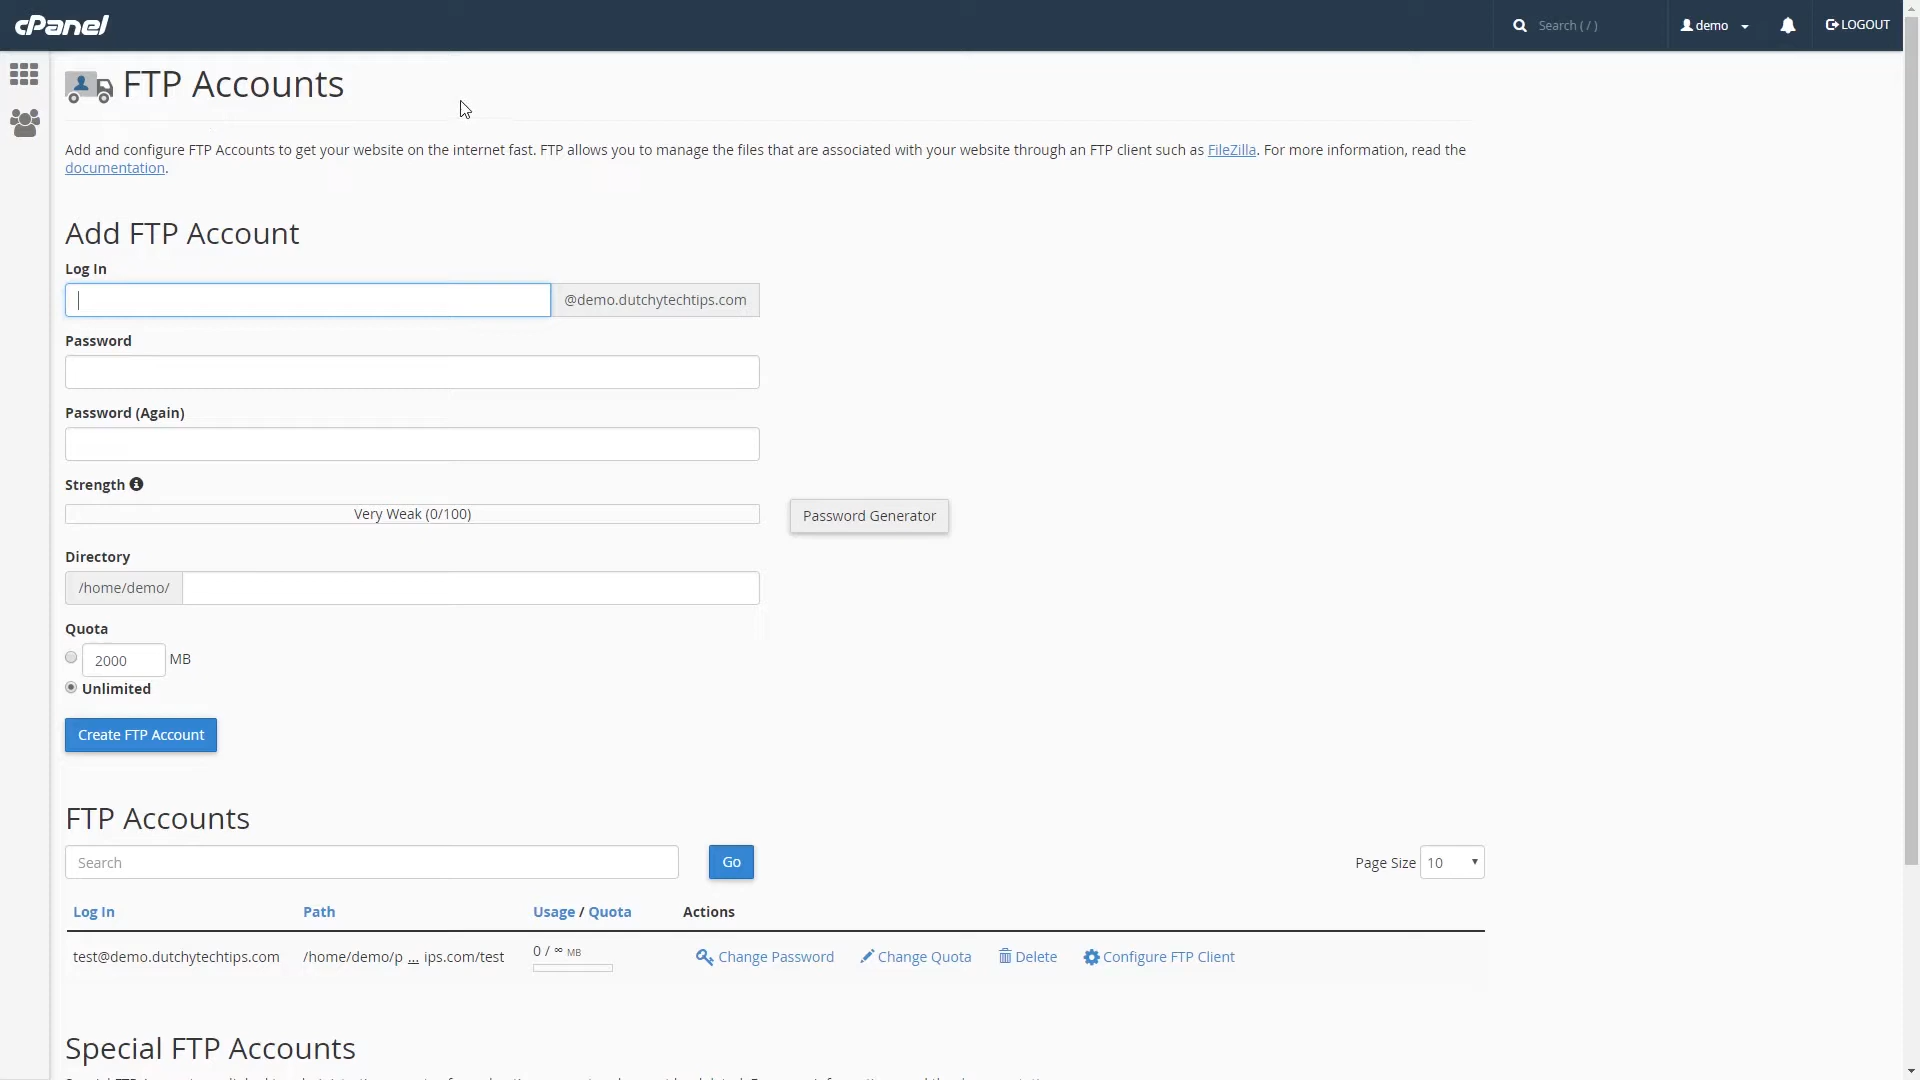 cPanel
Search ( / )
demo
LOGOUT
FTP Accounts
Add and configure FTP Accounts to get your website on the internet fast. FTP allows you to manage the files that are associated with your website through an FTP client such as FileZilla. For more information, read the
documentation.
Add FTP Account
Log In
@demo.dutchytechtips.com
Password
Password (Again)
Strength
Very Weak (0/100)
Password Generator
Directory
/home/demo/
Quota
2000 MB
Unlimited
Create FTP Account
FTP Accounts
Search
Go
Page Size 10
Log In Path Usage / Quota Actions
test@demo.dutchytechtips.com /home/demo/p ... ips.com/test 0 / ∞ MB Change Password Change Quota Delete Configure FTP Client
Special FTP Accounts